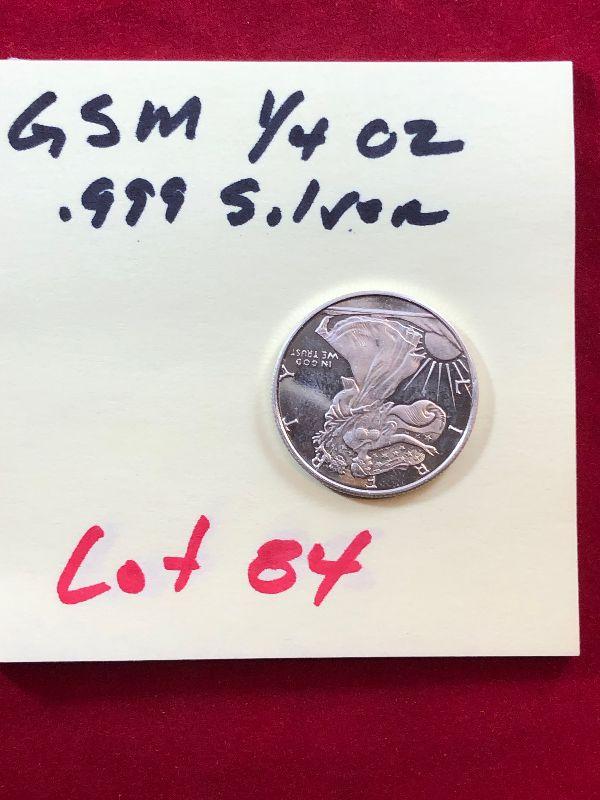 GSM 1/4 OZ
.999 Silver
IN GOD
WE TRUST
LIBERTY
Lot 84